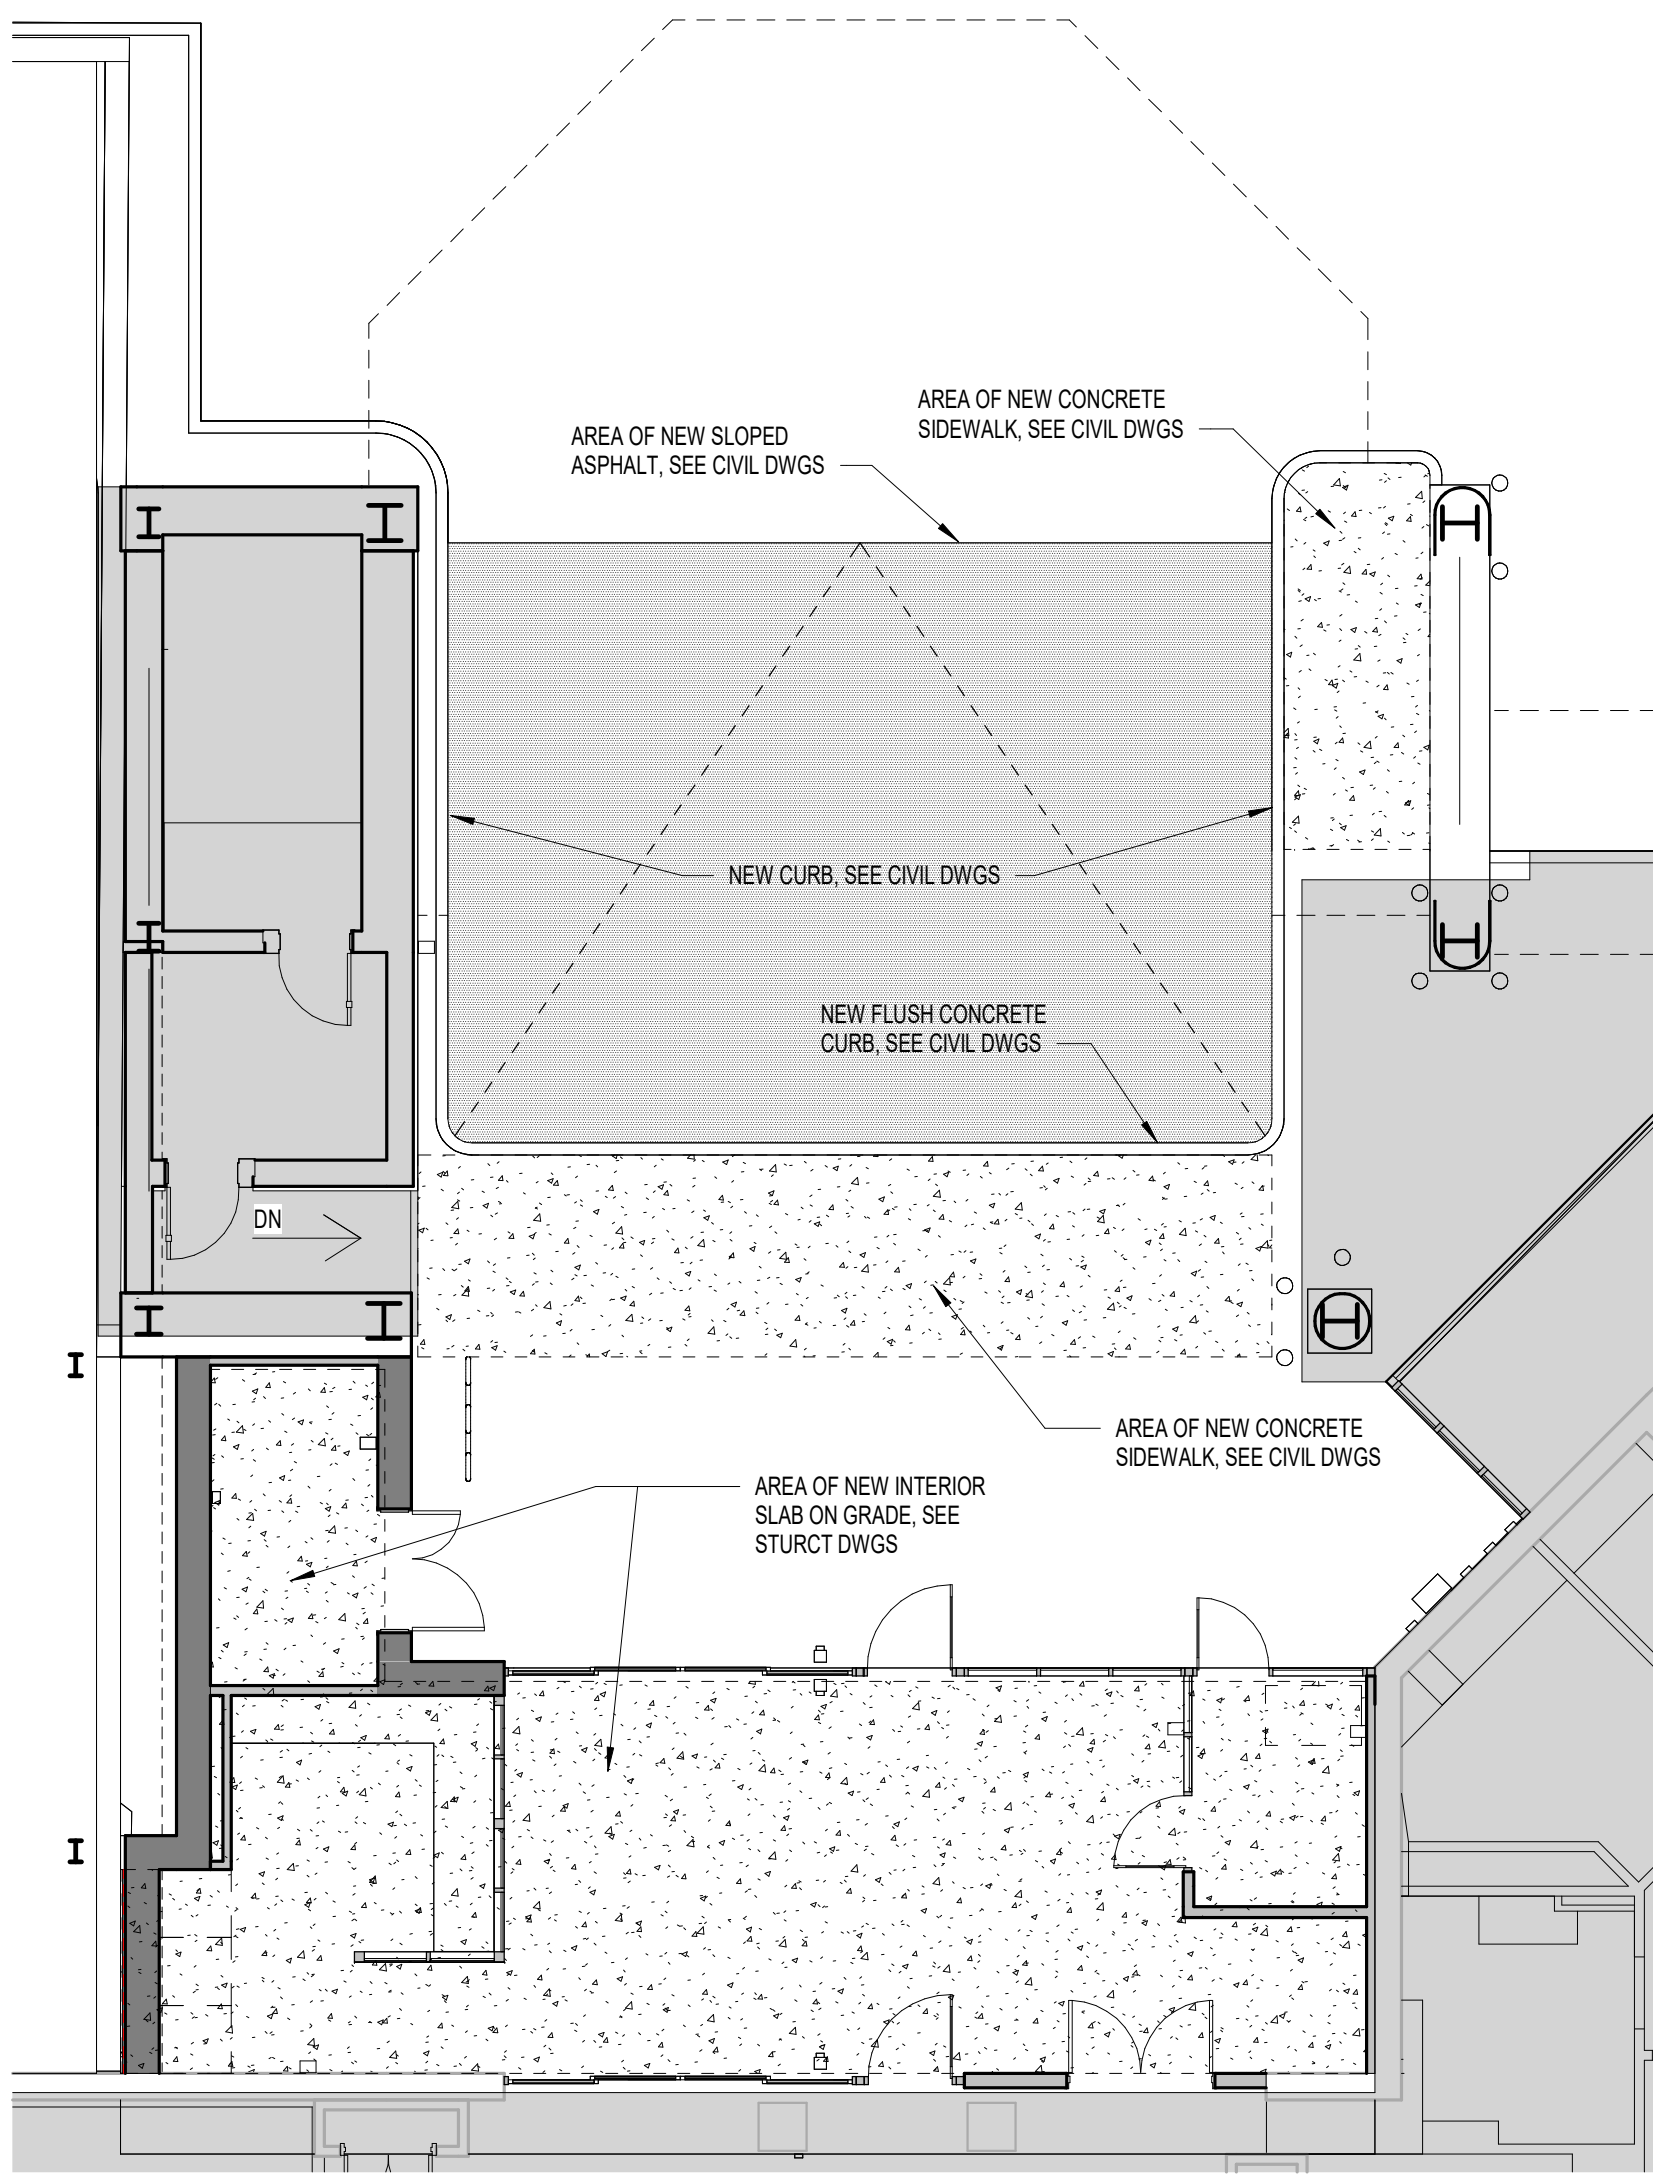 AREA OF NEW CONCRETE
SIDEWALK, SEE CIVIL DWGS
AREA OF NEW SLOPED
ASPHALT, SEE CIVIL DWGS
NEW CURB, SEE CIVIL DWGS
NEW FLUSH CONCRETE
CURB, SEE CIVIL DWGS
DN
AREA OF NEW CONCRETE
SIDEWALK, SEE CIVIL DWGS
AREA OF NEW INTERIOR
SLAB ON GRADE, SEE
STURCT DWGS